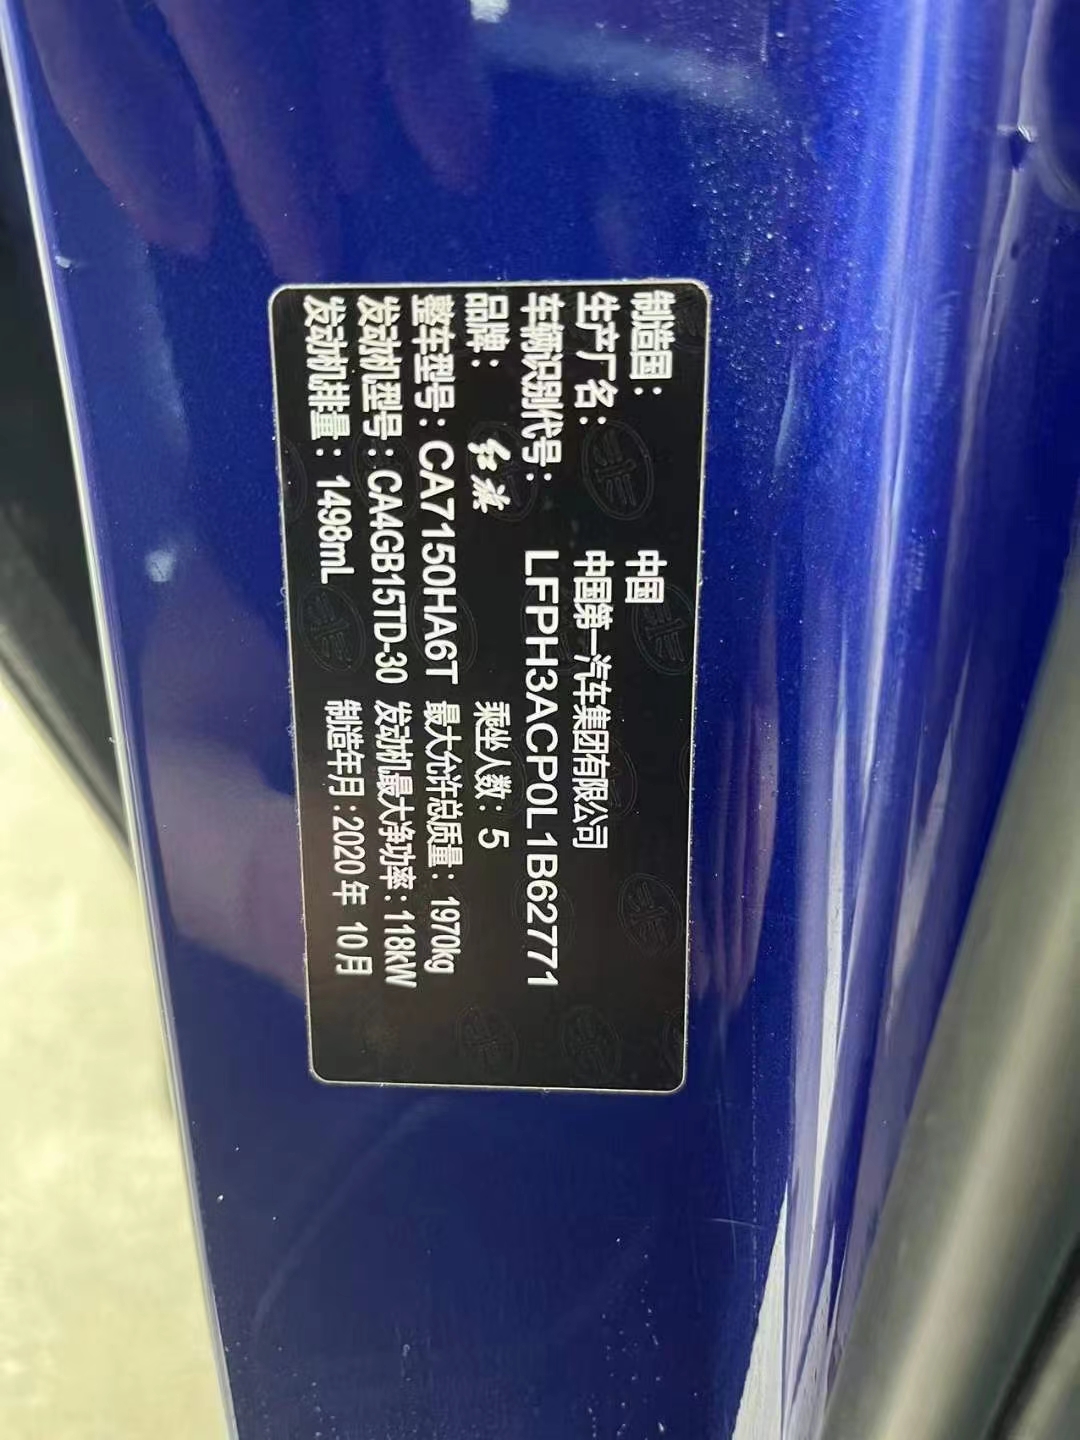 制造国： 中国
生产厂名： 中国第一汽车集团有限公司
车辆识别代号： LFPH3ACP0L1B62771
品牌： 红旗 乘坐人数：5
整车型号：CA7150HA6T 最大允许总质量：1970kg
发动机型号：CA4GB15TD-30 发动机最大净功率：118kW
发动机排量：1498mL 制造年月：2020年 10月